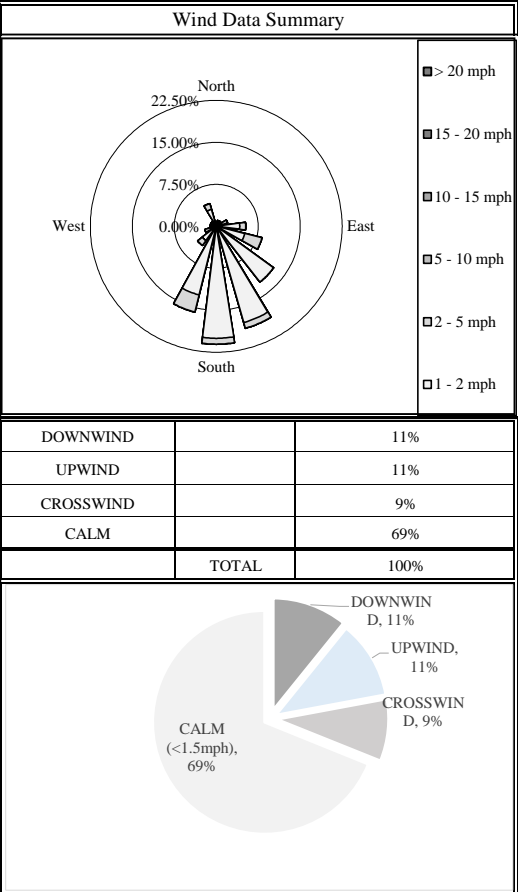 Wind Data Summary
North
22.50%
15.00%
7.50%
0.00%
West
East
South
> 20 mph
15 - 20 mph
10 - 15 mph
5 - 10 mph
2 - 5 mph
1 - 2 mph
DOWNWIND 11%
UPWIND 11%
CROSSWIND 9%
CALM 69%
TOTAL 100%
DOWNWIN
D, 11%
UPWIND,
11%
CROSSWIN
D, 9%
CALM
(<1.5mph),
69%